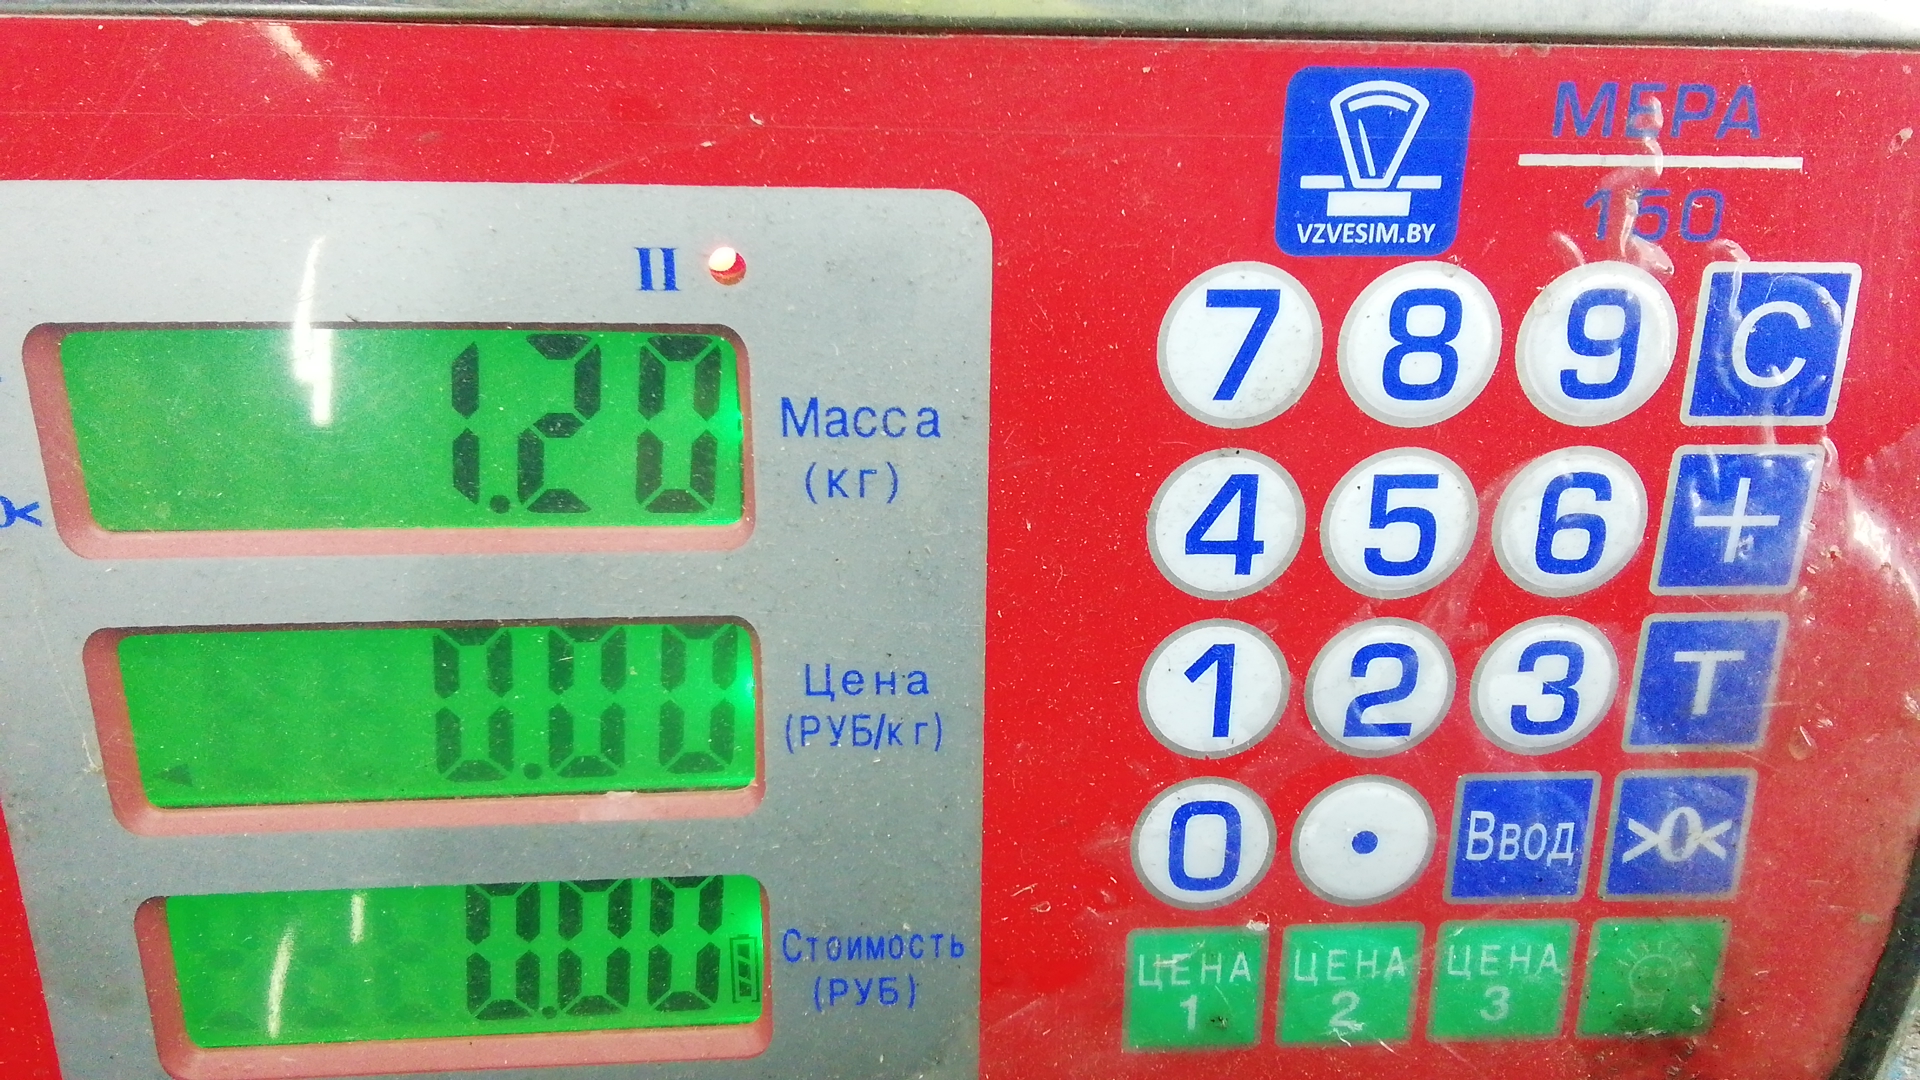 II
1.20
Масса
(кг)
0.00
Цена
(РУБ/кг)
0.00
Стоимость
(РУБ)
VZVESIM.BY
МЕРА
150
7 8 9 C
4 5 6 +
1 2 3 T
0 . Ввод >0<
ЦЕНА 1
ЦЕНА 2
ЦЕНА 3